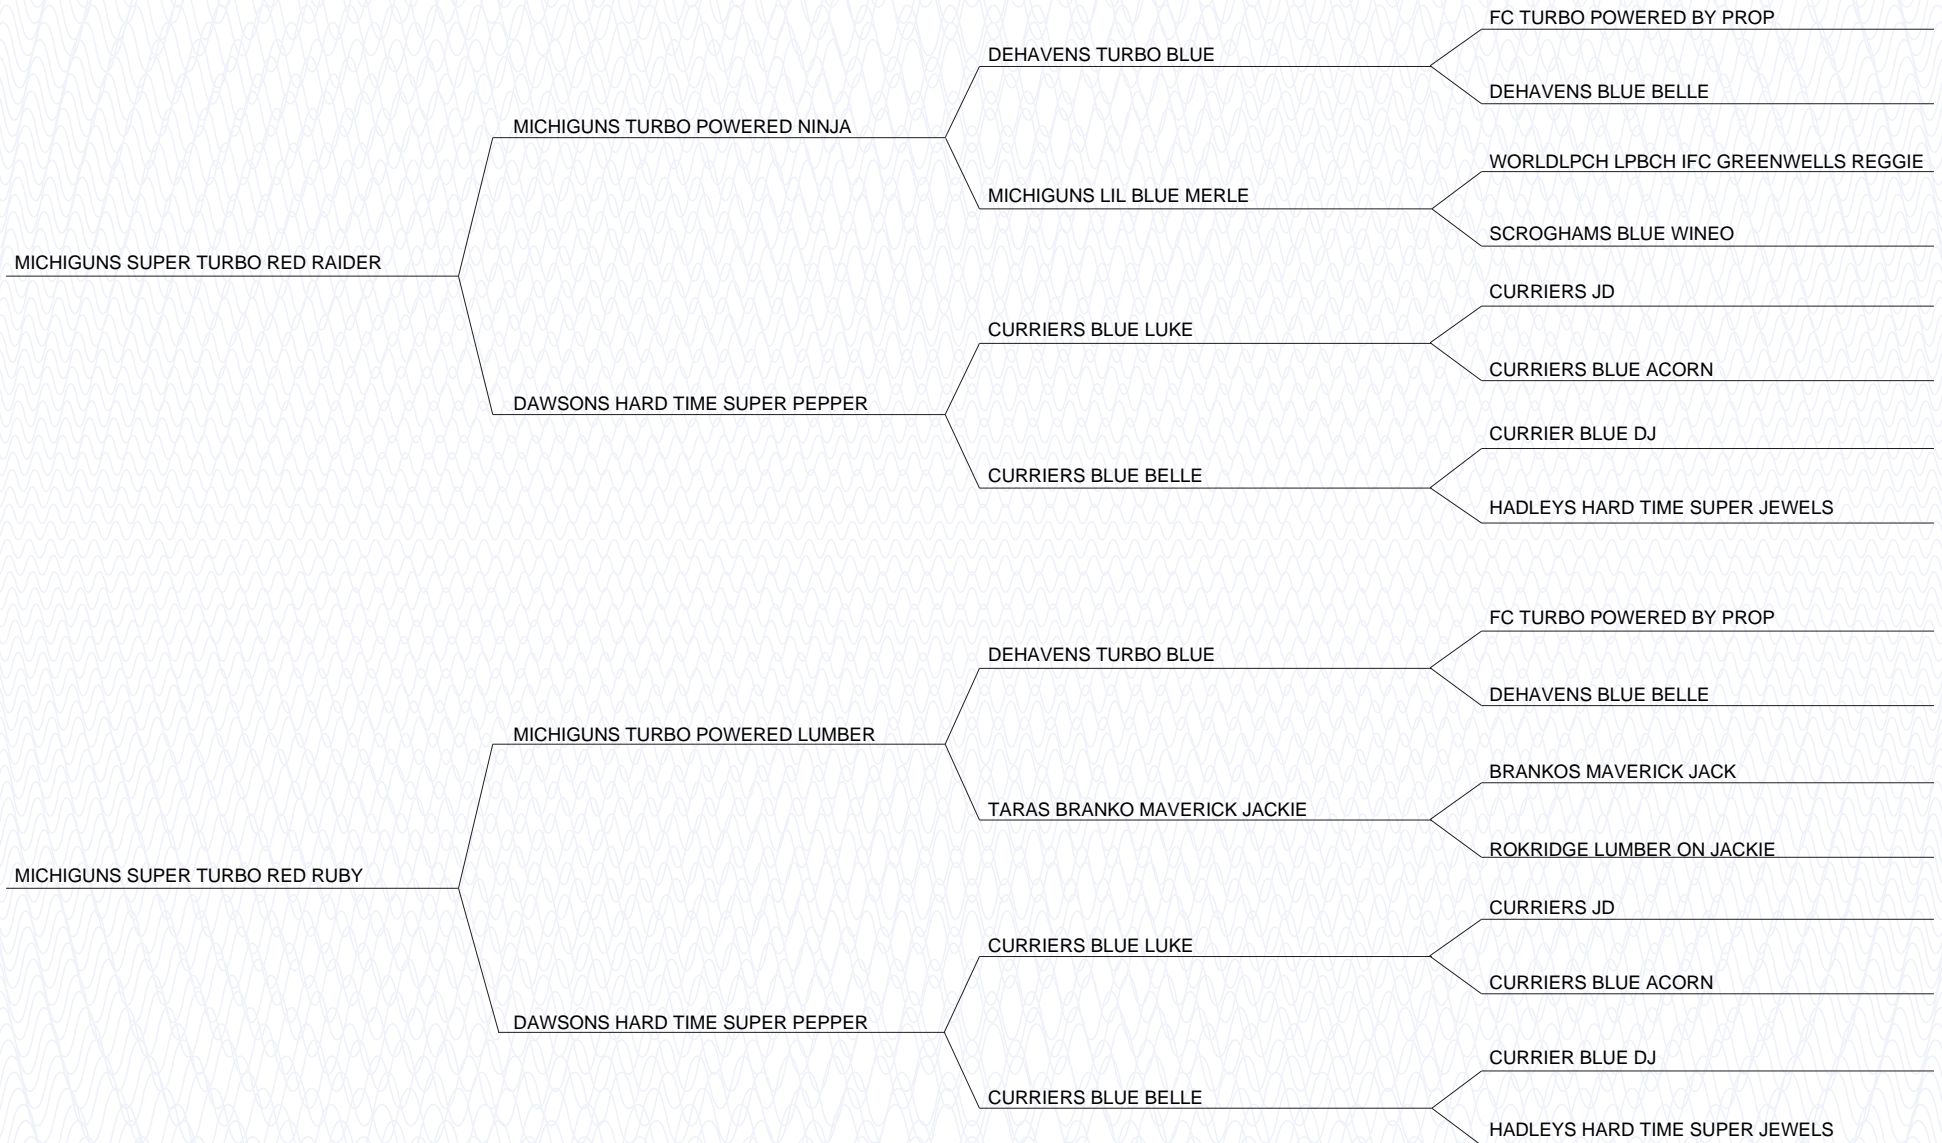 FC TURBO POWERED BY PROP
DEHAVENS TURBO BLUE
DEHAVENS BLUE BELLE
MICHIGUNS TURBO POWERED NINJA
WORLDLPCH LPBCH IFC GREENWELLS REGGIE
MICHIGUNS LIL BLUE MERLE
SCROGHAMS BLUE WINEO
MICHIGUNS SUPER TURBO RED RAIDER
CURRIERS JD
CURRIERS BLUE LUKE
CURRIERS BLUE ACORN
DAWSONS HARD TIME SUPER PEPPER
CURRIER BLUE DJ
CURRIERS BLUE BELLE
HADLEYS HARD TIME SUPER JEWELS
FC TURBO POWERED BY PROP
DEHAVENS TURBO BLUE
DEHAVENS BLUE BELLE
MICHIGUNS TURBO POWERED LUMBER
BRANKOS MAVERICK JACK
TARAS BRANKO MAVERICK JACKIE
ROKRIDGE LUMBER ON JACKIE
MICHIGUNS SUPER TURBO RED RUBY
CURRIERS JD
CURRIERS BLUE LUKE
CURRIERS BLUE ACORN
DAWSONS HARD TIME SUPER PEPPER
CURRIER BLUE DJ
CURRIERS BLUE BELLE
HADLEYS HARD TIME SUPER JEWELS